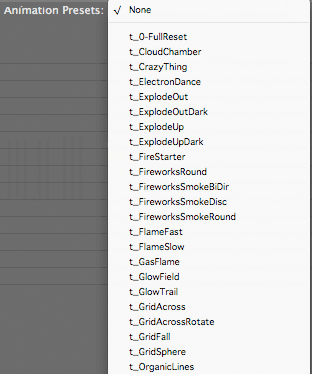 Animation Presets: ✓ None
t_0-FullReset
t_CloudChamber
t_CrazyThing
t_ElectronDance
t_ExplodeOut
t_ExplodeOutDark
t_ExplodeUp
t_ExplodeUpDark
t_FireStarter
t_FireworksRound
t_FireworksSmokeBiDir
t_FireworksSmokeDisc
t_FireworksSmokeRound
t_FlameFast
t_FlameSlow
t_GasFlame
t_GlowField
t_GlowTrail
t_GridAcross
t_GridAcrossRotate
t_GridFall
t_GridSphere
t_OrganicLines